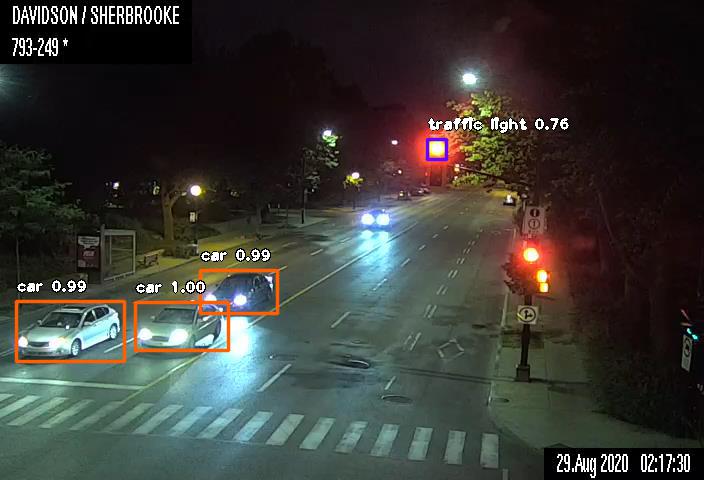 DAVIDSON / SHERBROOKE
793-249 *
traffic light 0.76
car 0.99
car 0.99
car 1.00
29.Aug 2020 02:17:30